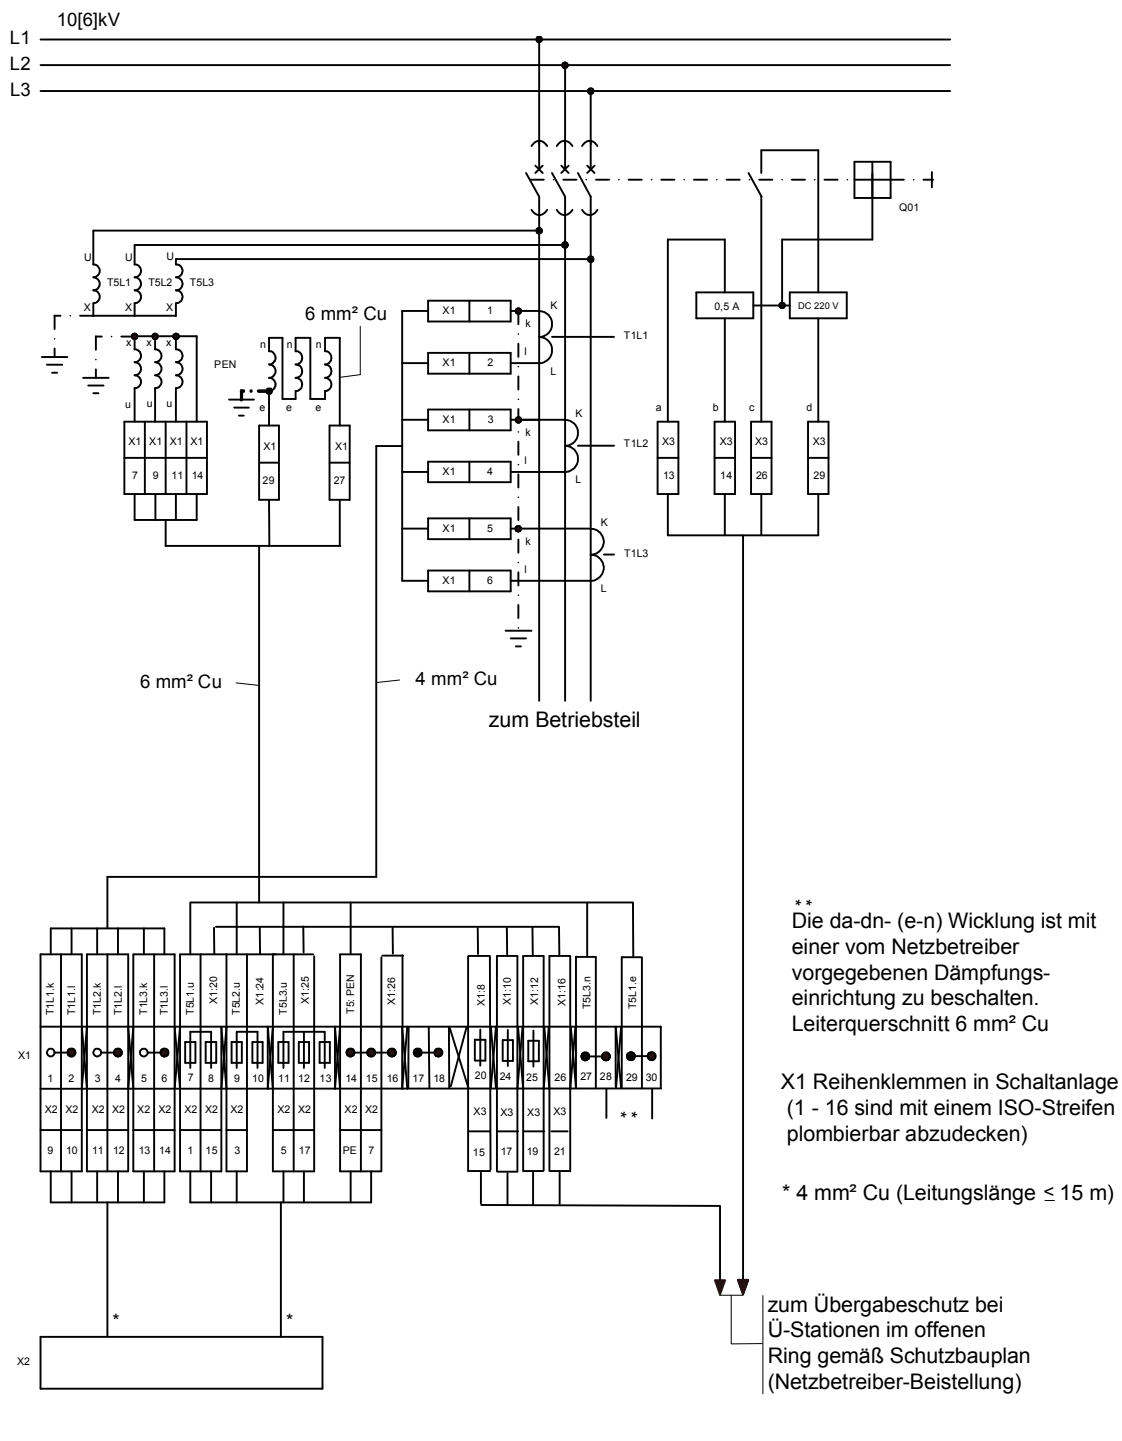 10[6]kV
L1
L2
L3
Q01
U U U
T5L1 T5L2 T5L3
X X X
0,5 A
DC 220 V
6 mm² Cu
X1 1
K
k
T1L1
l
X1 2
L
x x x
PEN
n n n
u u u
e e e
X1 3
K
k
T1L2
l
X1 4
L
a b c d
X1 X1 X1 X1
7 9 11 14
X1 X1
29 27
X3 X3 X3 X3
13 14 26 29
X1 5
K
k
T1L3
l
X1 6
L
6 mm² Cu
4 mm² Cu
zum Betriebsteil
T1L1.k T1L1.l T1L2.k T1L2.l T1L3.k T1L3.l T5L1.u X1:20 T5L2.u X1:24 T5L3.u X1:25 T5: PEN X1:26 X1:8 X1:10 X1:12 X1:16 T5L3.n T5L1.e
X1
1 2 3 4 5 6 7 8 9 10 11 12 13 14 15 16 17 18 20 24 25 26 27 28 29 30
X2 X2 X2 X2 X2 X2 X2 X2 X2 X2 X2 X2 X2 X3 X3 X3 X3
* *
9 10 11 12 13 14 1 15 3 5 17 PE 7 15 17 19 21
* *
Die da-dn- (e-n) Wicklung ist mit
einer vom Netzbetreiber
vorgegebenen Dämpfungs-
einrichtung zu beschalten.
Leiterquerschnitt 6 mm² Cu
X1 Reihenklemmen in Schaltanlage
(1 - 16 sind mit einem ISO-Streifen
plombierbar abzudecken)
* 4 mm² Cu (Leitungslänge ≤ 15 m)
* *
X2
zum Übergabeschutz bei
Ü-Stationen im offenen
Ring gemäß Schutzbauplan
(Netzbetreiber-Beistellung)